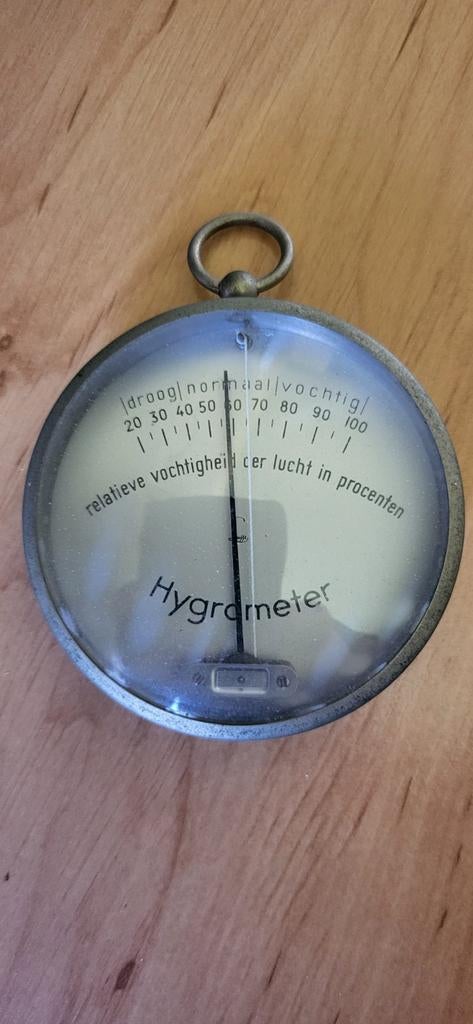 |droog|normaal|vochtig|
20 30 40 50 60 70 80 90 100
relatieve vochtigheid der lucht in procenten
Hygrometer